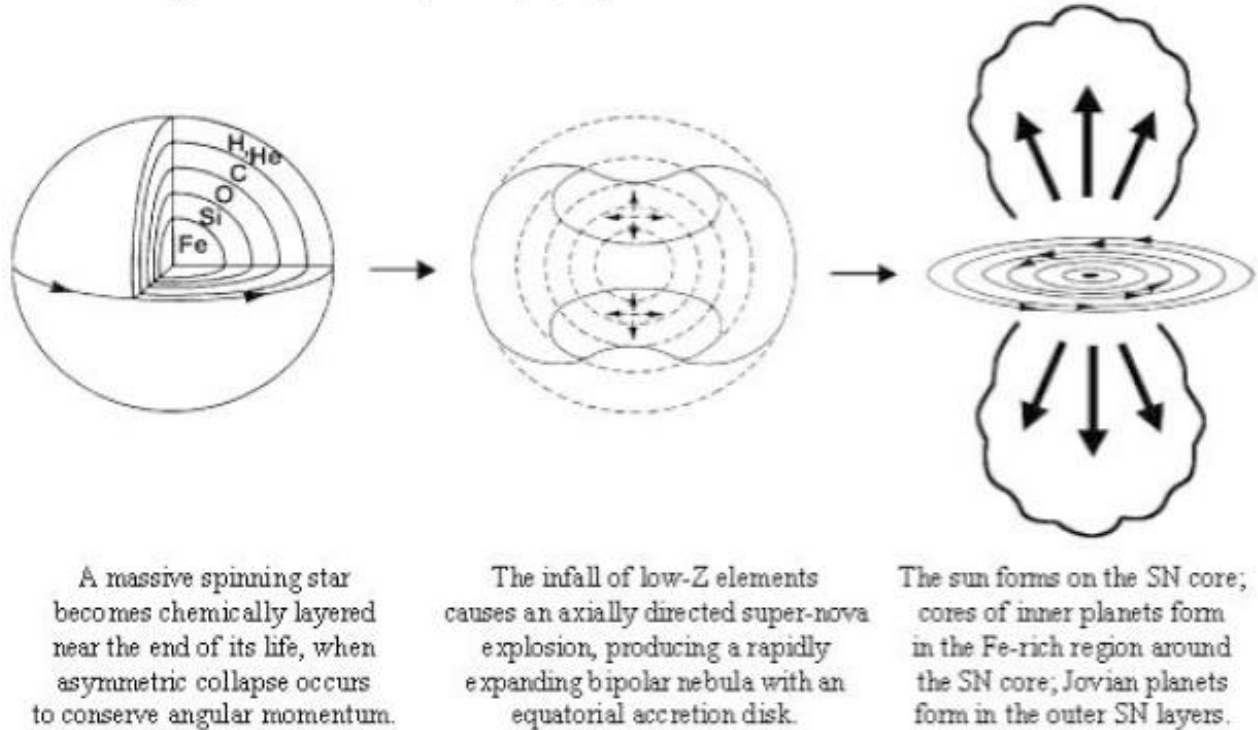 H, He
C
O
Si
Fe
A massive spinning star
becomes chemically layered
near the end of its life, when
asymmetric collapse occurs
to conserve angular momentum.
The infall of low-Z elements
causes an axially directed super-nova
explosion, producing a rapidly
expanding bipolar nebula with an
equatorial accretion disk.
The sun forms on the SN core;
cores of inner planets form
in the Fe-rich region around
the SN core; Jovian planets
form in the outer SN layers.